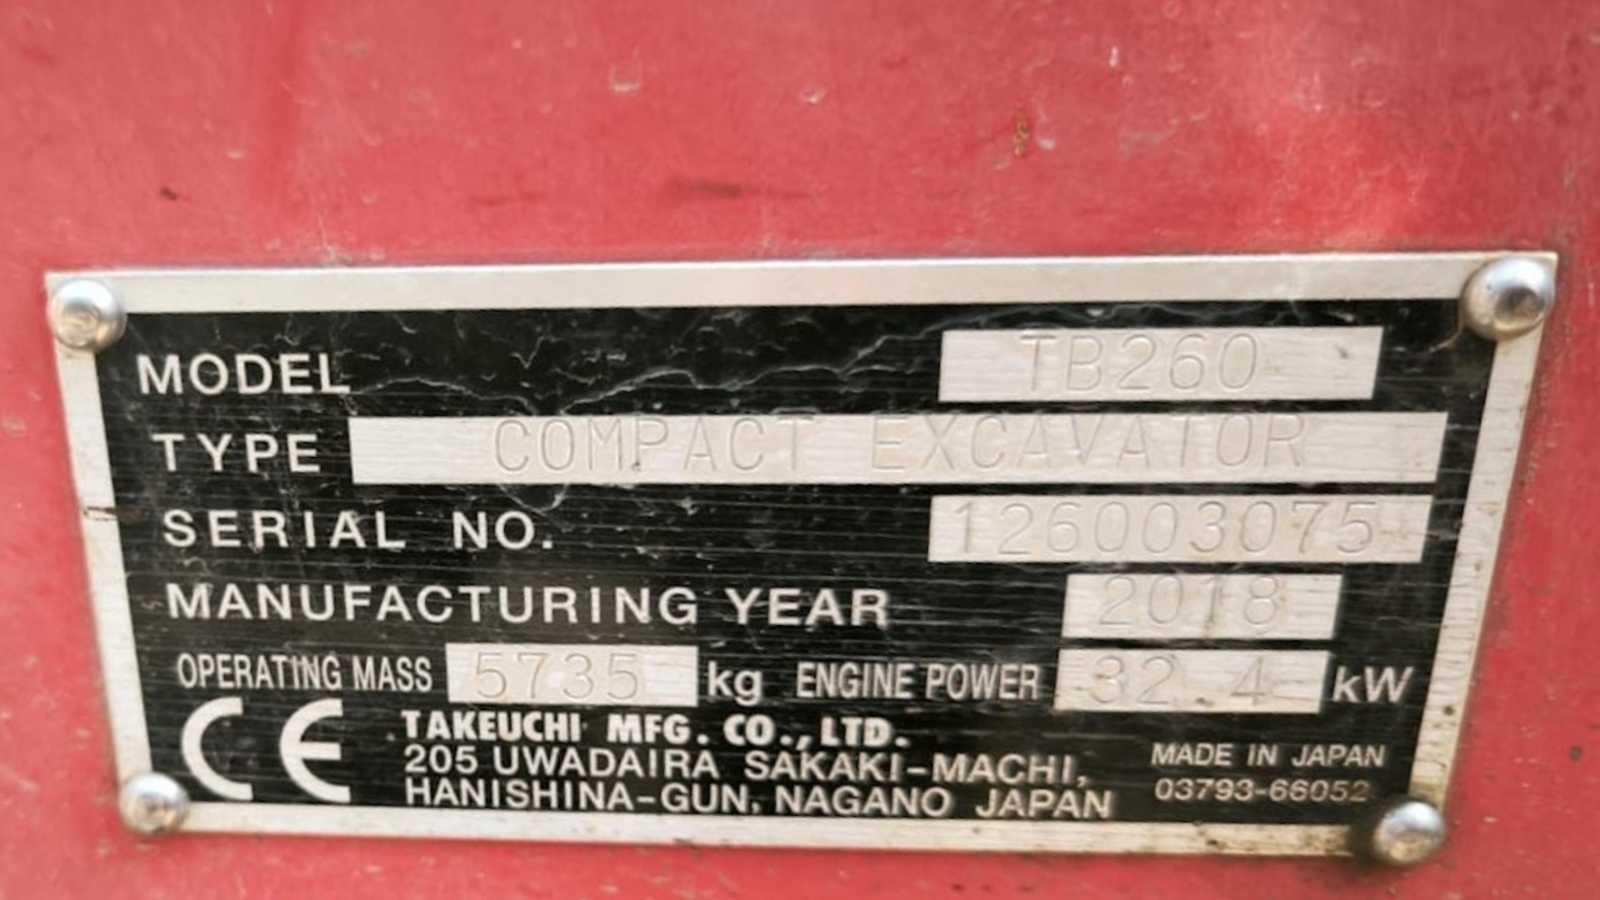 MODEL TB260
TYPE COMPACT EXCAVATOR
SERIAL NO. 126003075
MANUFACTURING YEAR 2018
OPERATING MASS 5735 kg ENGINE POWER 32.4 kW
CE TAKEUCHI MFG. CO., LTD.
205 UWADAIRA SAKAKI-MACHI, MADE IN JAPAN
HANISHINA-GUN, NAGANO JAPAN 03793-66052